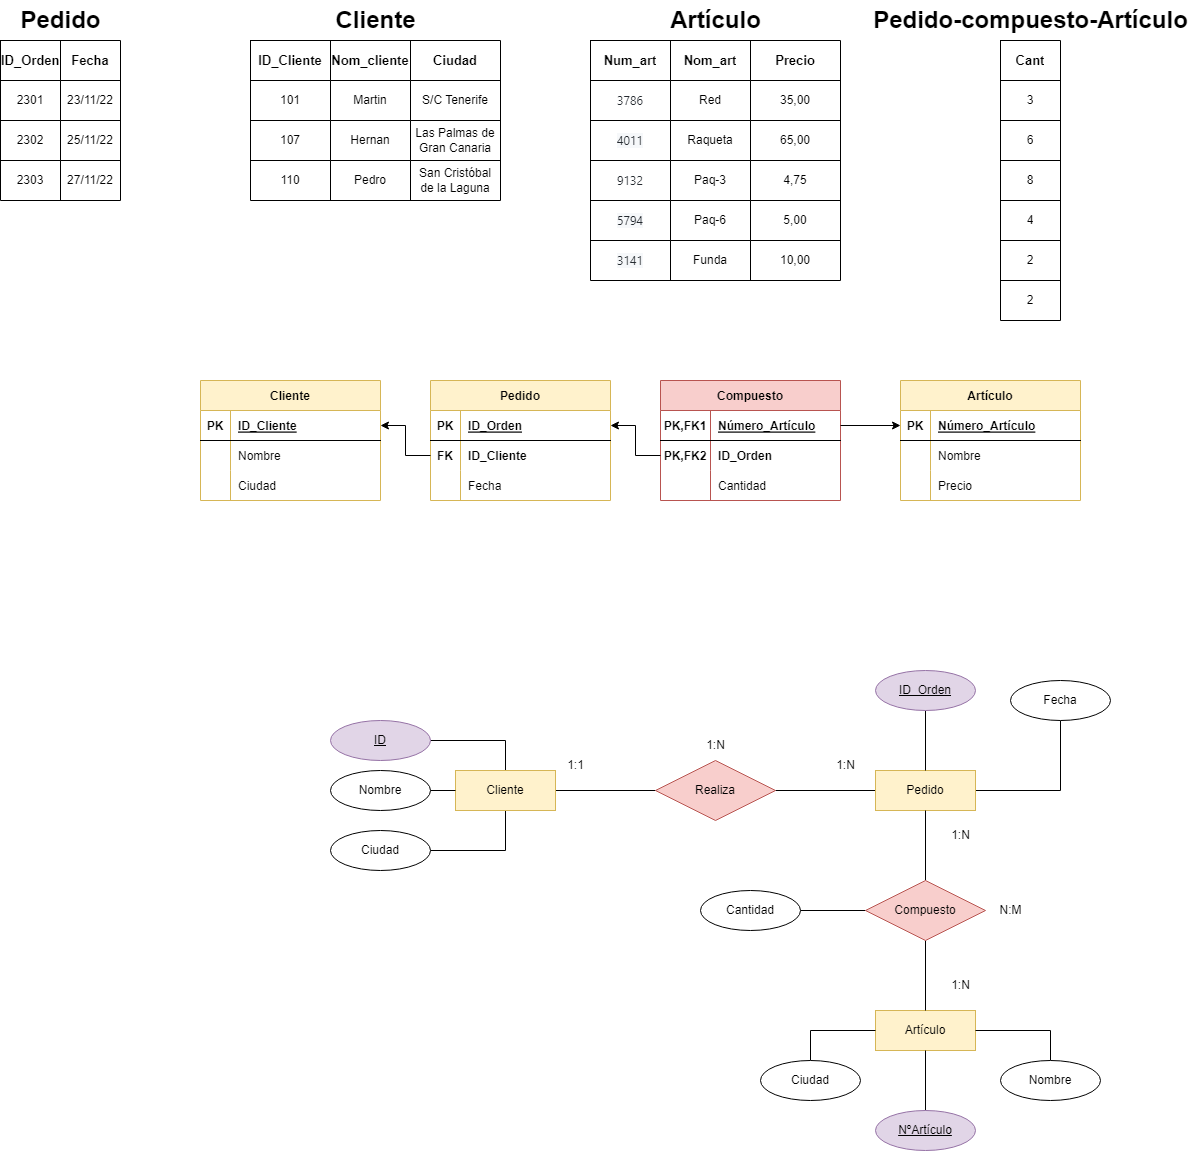 Pedido
ID_Orden Fecha
2301 23/11/22
2302 25/11/22
2303 27/11/22
Cliente
ID_Cliente Nom_cliente Ciudad
101 Martin S/C Tenerife
107 Hernan Las Palmas de
Gran Canaria
110 Pedro San Cristóbal
de la Laguna
Artículo
Num_art Nom_art Precio
3786 Red 35,00
4011 Raqueta 65,00
9132 Paq-3 4,75
5794 Paq-6 5,00
3141 Funda 10,00
Pedido-compuesto-Artículo
Cant
3
6
8
4
2
2
Cliente
PK ID_Cliente
Nombre
Ciudad
Pedido
PK ID_Orden
FK ID_Cliente
Fecha
Compuesto
PK,FK1 Número_Artículo
PK,FK2 ID_Orden
Cantidad
Artículo
PK Número_Artículo
Nombre
Precio
ID_Orden
Fecha
ID
1:N
1:1
1:N
Nombre
Cliente
Realiza
Pedido
1:N
Ciudad
Cantidad
Compuesto
N:M
1:N
Artículo
Ciudad
Nombre
NºArtículo